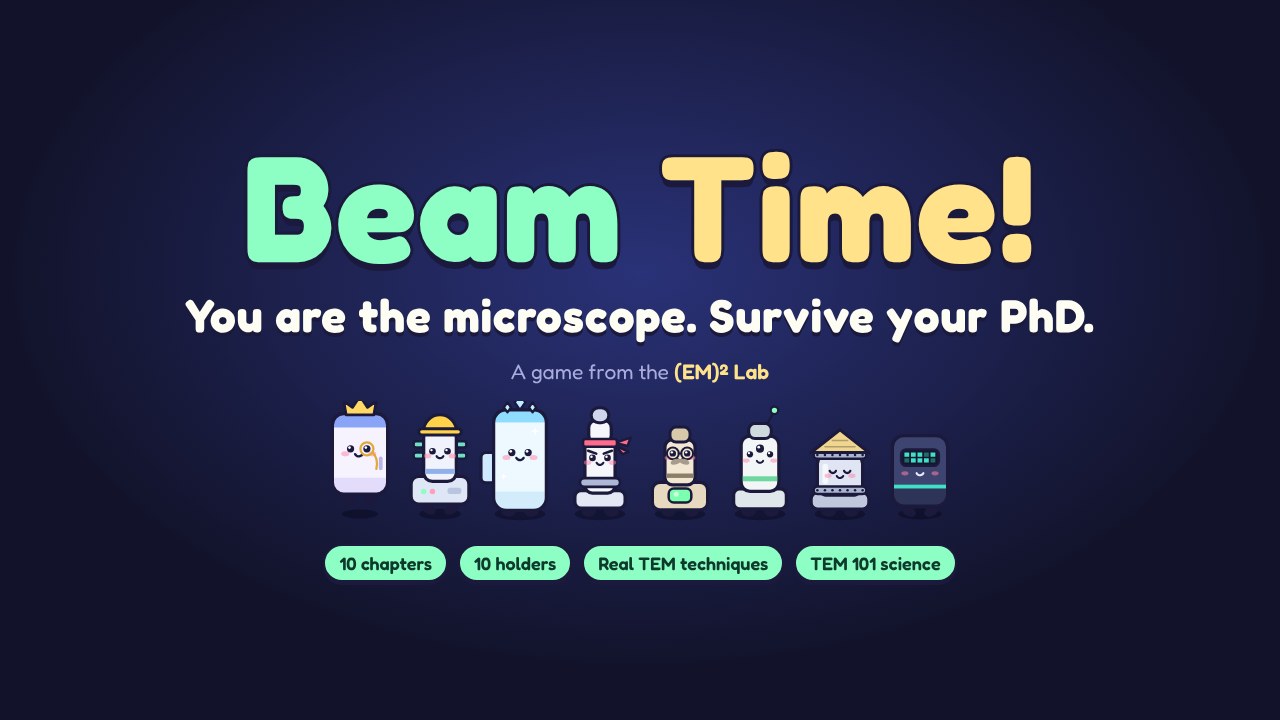 Beam Time!
You are the microscope. Survive your PhD.
A game from the (EM)² Lab
10 chapters 10 holders Real TEM techniques TEM 101 science